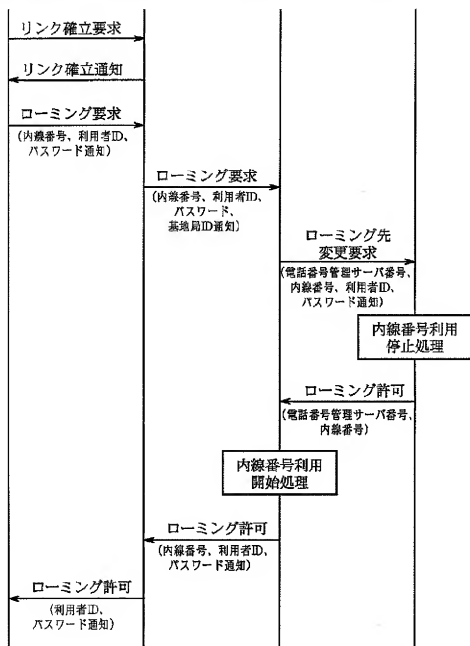 リンク確立要求
リンク確立通知
ローミング要求
(内線番号、利用者ID、
パスワード通知)
ローミング要求
(内線番号、利用者ID、
パスワード、
基地局ID通知)
ローミング先
変更要求
(電話番号管理サーバ番号、
内線番号、利用者ID、
パスワード通知)
内線番号利用
停止処理
ローミング許可
(電話番号管理サーバ番号、
内線番号)
内線番号利用
開始処理
ローミング許可
(内線番号、利用者ID、
パスワード通知)
ローミング許可
(利用者ID、
パスワード通知)